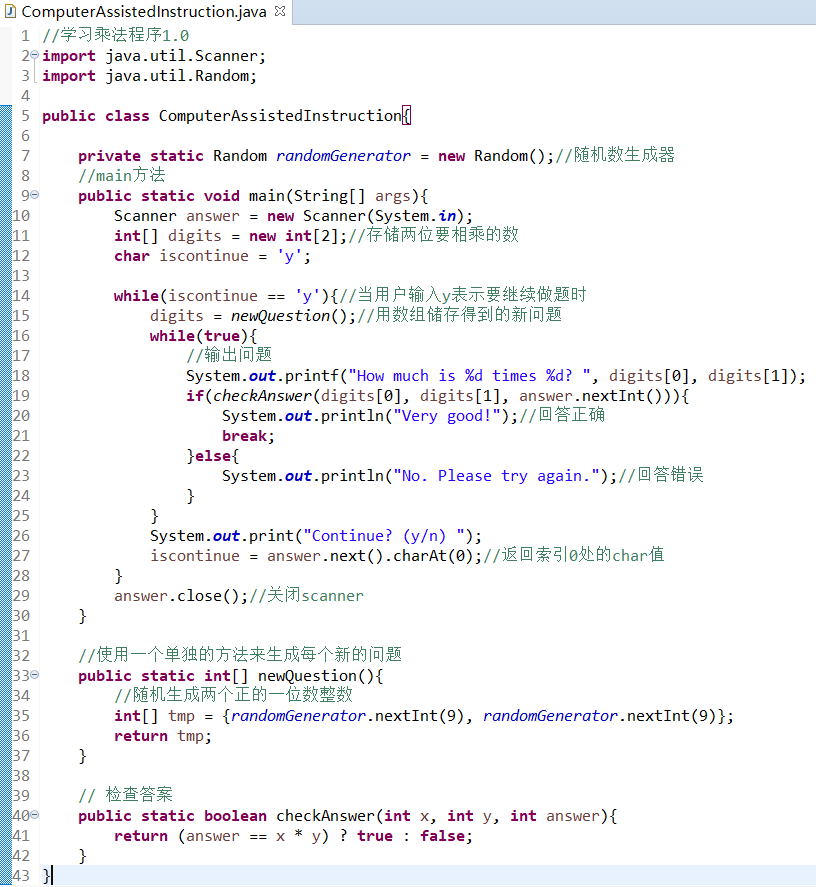 ComputerAssistedInstruction.java
1 //学习乘法程序1.0
2 import java.util.Scanner;
3 import java.util.Random;
4
5 public class ComputerAssistedInstruction{
6
7     private static Random randomGenerator = new Random();//随机数生成器
8     //main方法
9     public static void main(String[] args){
10         Scanner answer = new Scanner(System.in);
11         int[] digits = new int[2];//存储两位要相乘的数
12         char iscontinue = 'y';
13
14         while(iscontinue == 'y'){//当用户输入y表示要继续做题时
15             digits = newQuestion();//用数组储存得到的新问题
16             while(true){
17                 //输出问题
18                 System.out.printf("How much is %d times %d? ", digits[0], digits[1]);
19                 if(checkAnswer(digits[0], digits[1], answer.nextInt())){
20                     System.out.println("Very good!");//回答正确
21                     break;
22                 }else{
23                     System.out.println("No. Please try again.");//回答错误
24                 }
25             }
26             System.out.print("Continue? (y/n) ");
27             iscontinue = answer.next().charAt(0);//返回索引0处的char值
28         }
29         answer.close();//关闭scanner
30     }
31
32     //使用一个单独的方法来生成每个新的问题
33     public static int[] newQuestion(){
34         //随机生成两个正的一位数整数
35         int[] tmp = {randomGenerator.nextInt(9), randomGenerator.nextInt(9)};
36         return tmp;
37     }
38
39     // 检查答案
40     public static boolean checkAnswer(int x, int y, int answer){
41         return (answer == x * y) ? true : false;
42     }
43 }